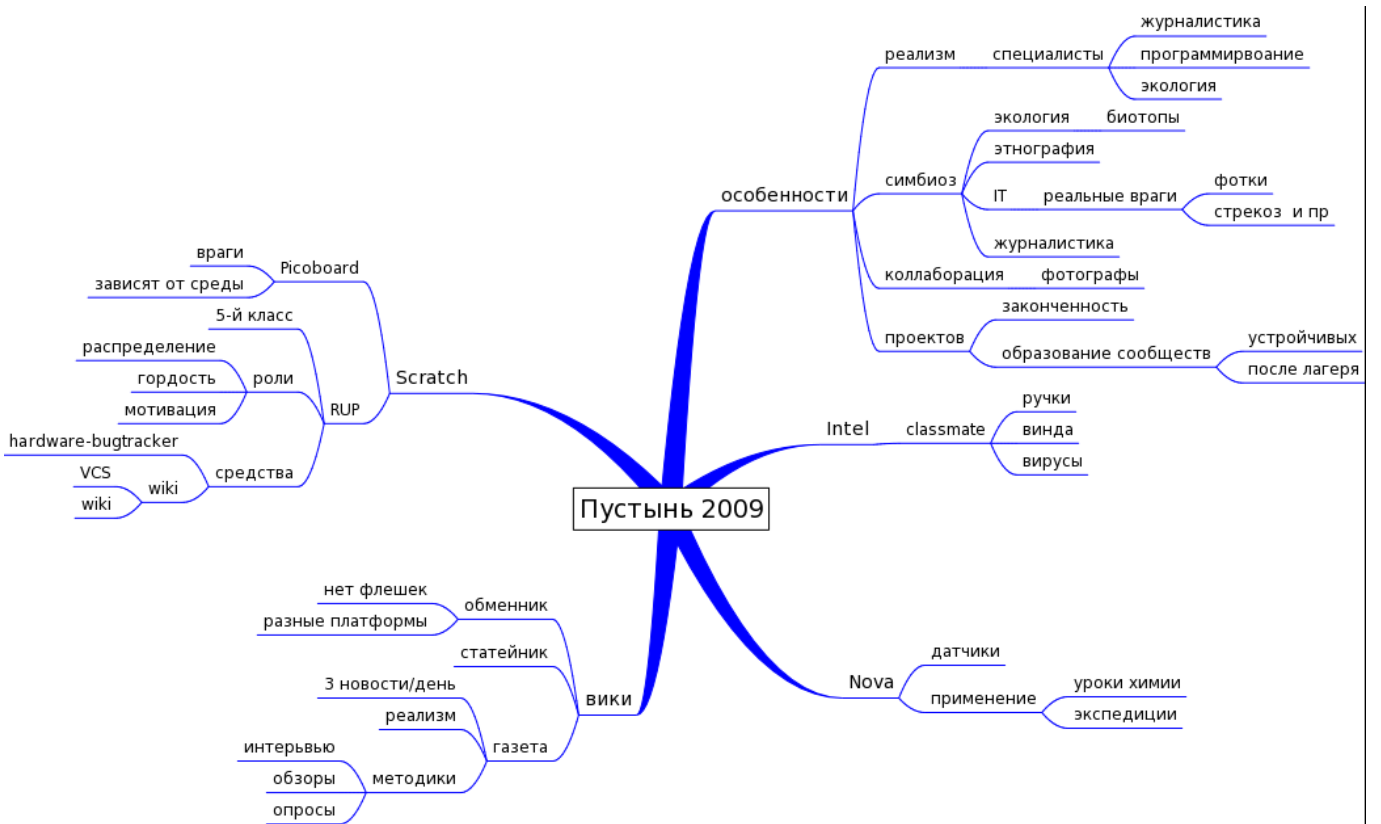 Пустынь 2009
особенности
реализм
специалисты
журналистика
программирвоание
экология
симбиоз
экология
биотопы
этнография
IT
реальные враги
фотки
стрекоз и пр
журналистика
коллаборация
фотографы
проектов
законченность
образование сообществ
устройчивых
после лагеря
Intel
classmate
ручки
винда
вирусы
Nova
датчики
применение
уроки химии
экспедиции
Scratch
Picoboard
враги
зависят от среды
RUP
5-й класс
роли
распределение
гордость
мотивация
средства
hardware-bugtracker
wiki
VCS
wiki
вики
обменник
нет флешек
разные платформы
статейник
газета
3 новости/день
реализм
методики
интерьвью
обзоры
опросы